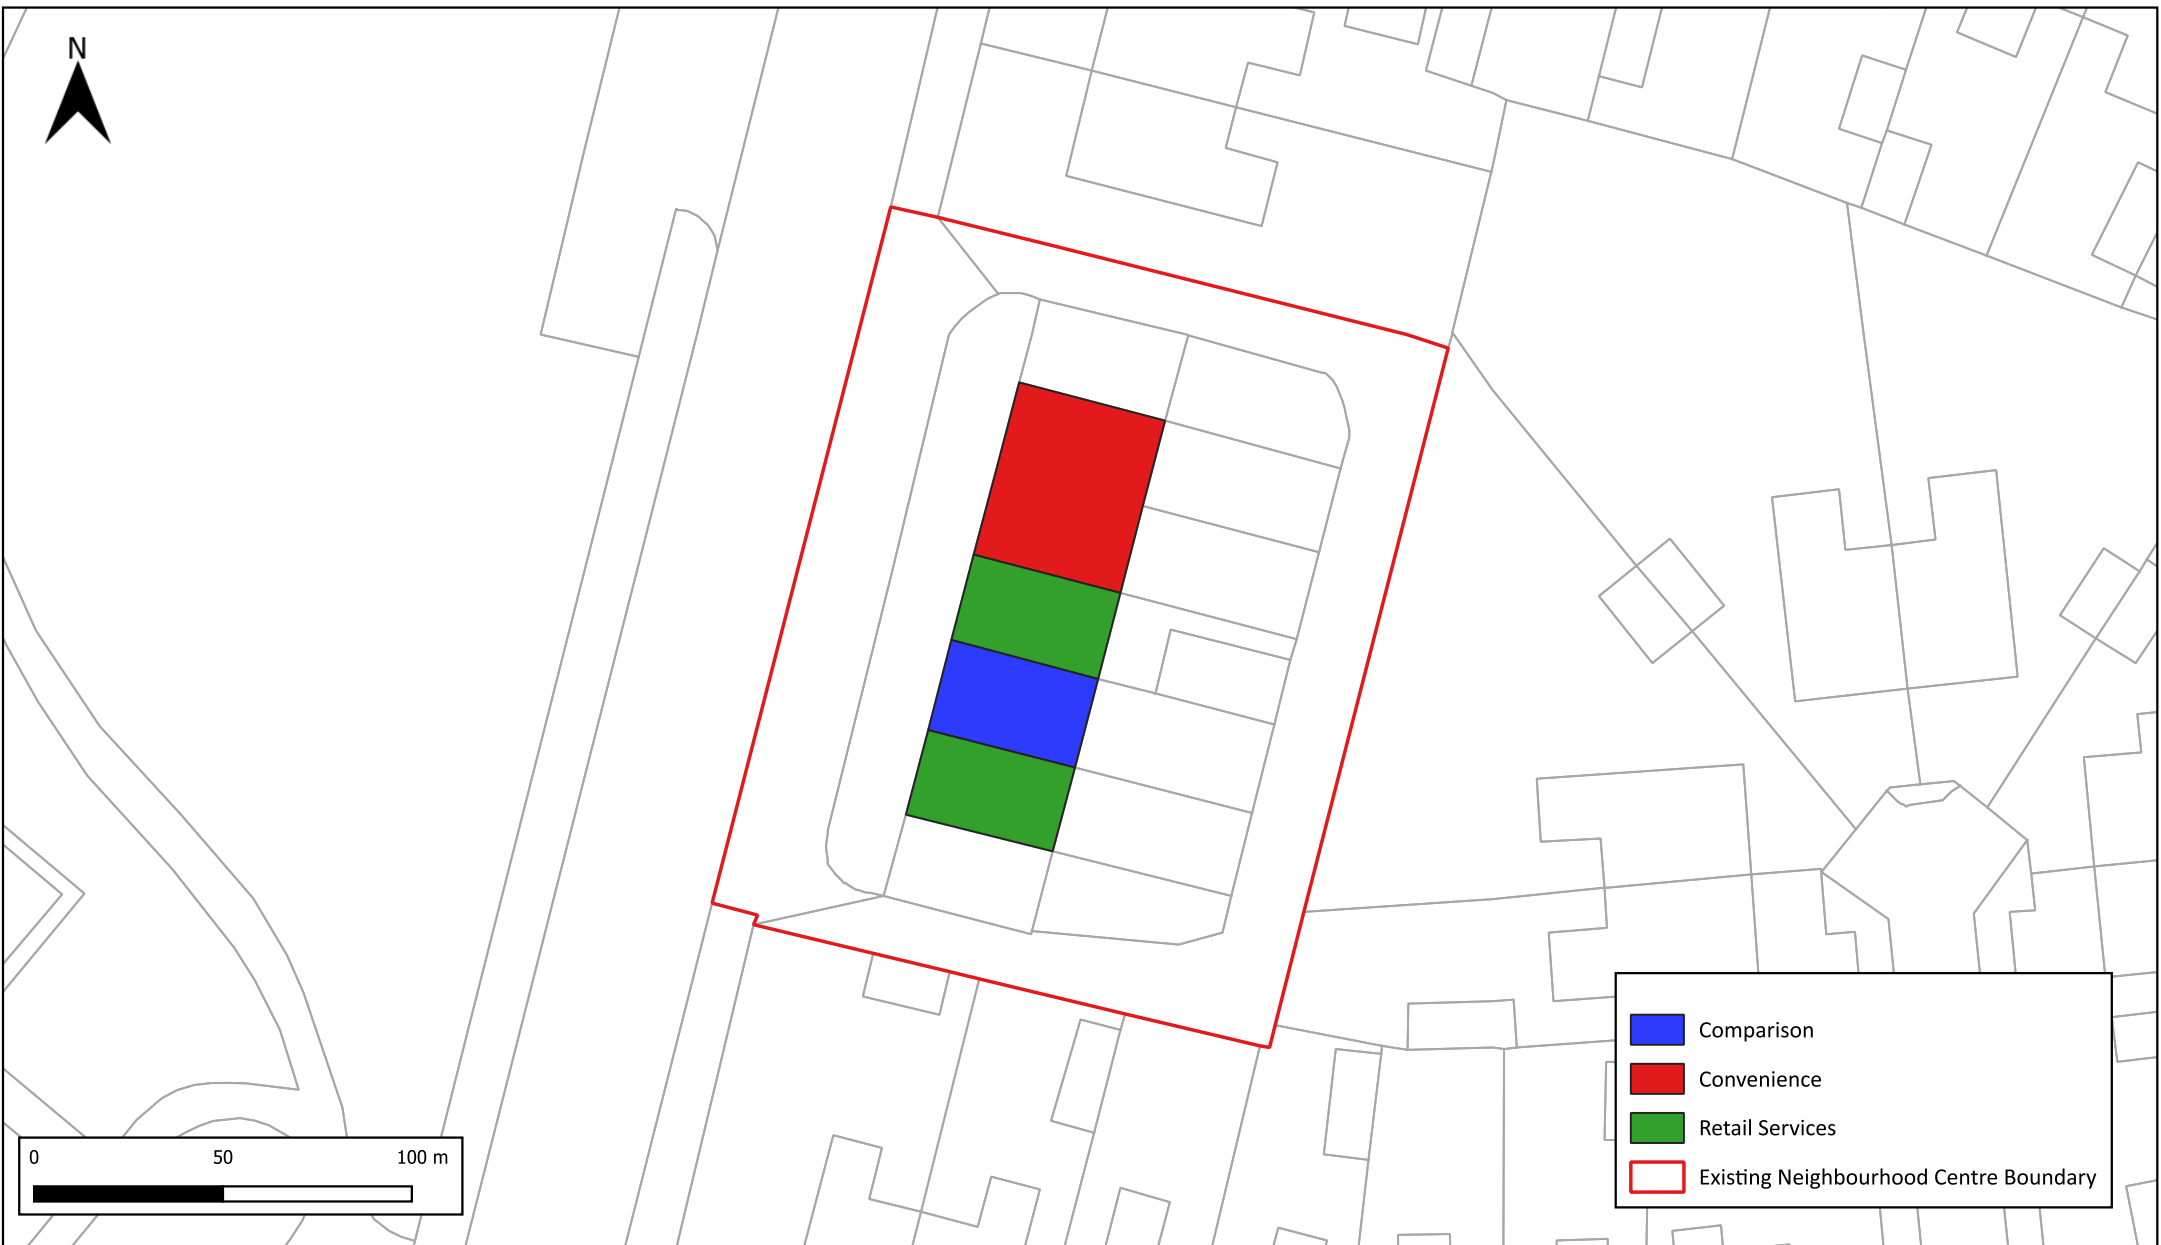 N
Comparison
Convenience
Retail Services
Existing Neighbourhood Centre Boundary
0 50 100 m